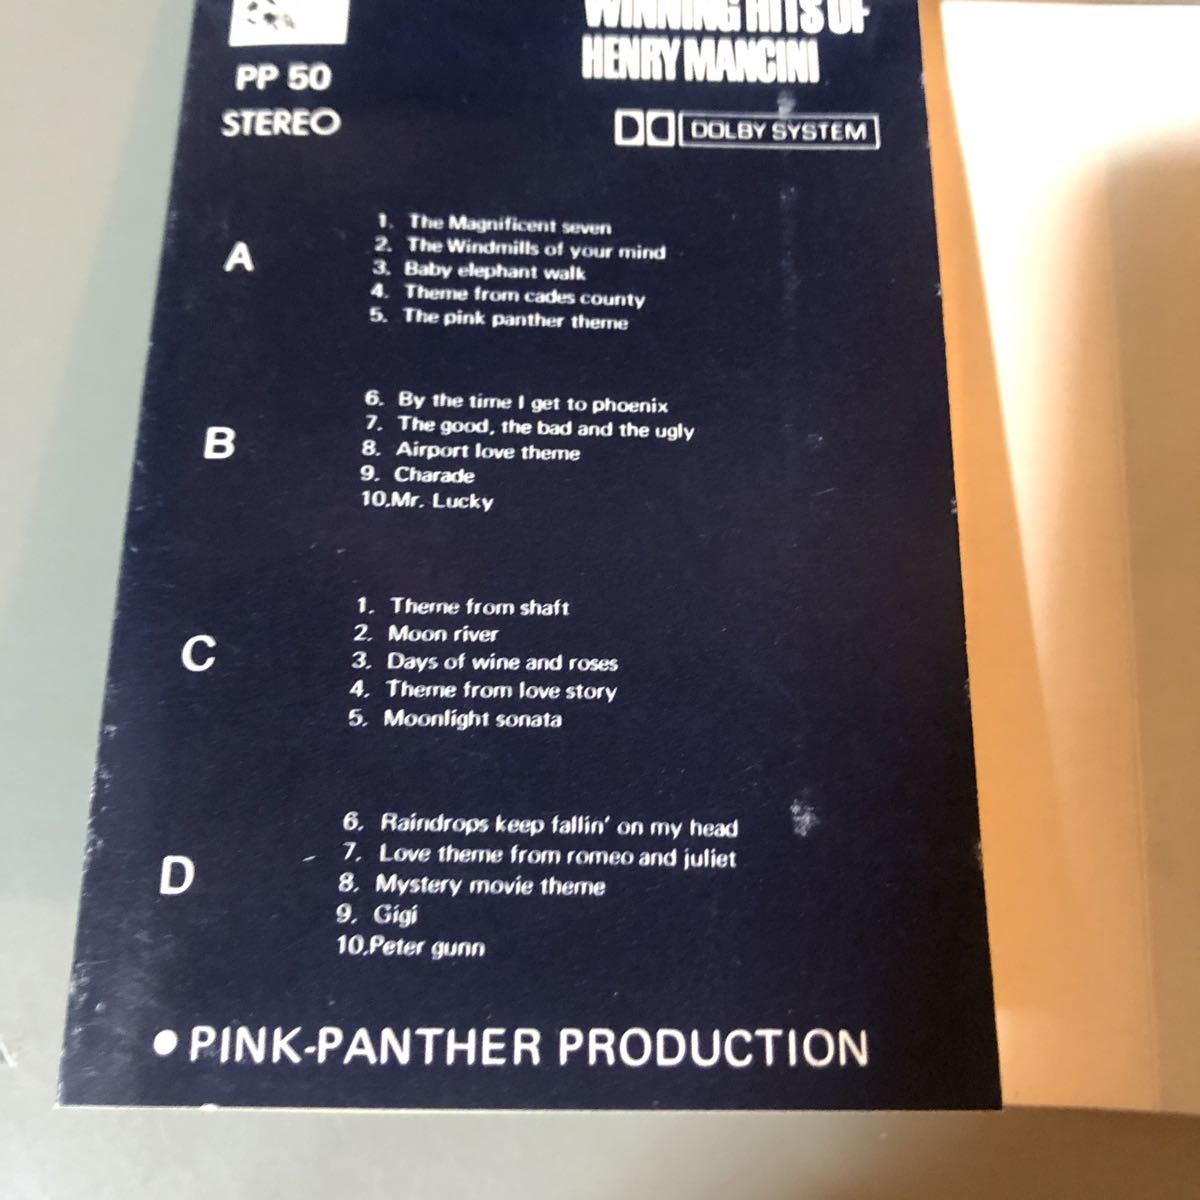 WINNING HITS OF
HENRY MANCINI
PP 50
STEREO
DOLBY SYSTEM
A
1. The Magnificent seven
2. The Windmills of your mind
3. Baby elephant walk
4. Theme from cades county
5. The pink panther theme
B
6. By the time I get to phoenix
7. The good, the bad and the ugly
8. Airport love theme
9. Charade
10.Mr. Lucky
C
1. Theme from shaft
2. Moon river
3. Days of wine and roses
4. Theme from love story
5. Moonlight sonata
D
6. Raindrops keep fallin' on my head
7. Love theme from romeo and juliet
8. Mystery movie theme
9. Gigi
10.Peter gunn
• PINK-PANTHER PRODUCTION